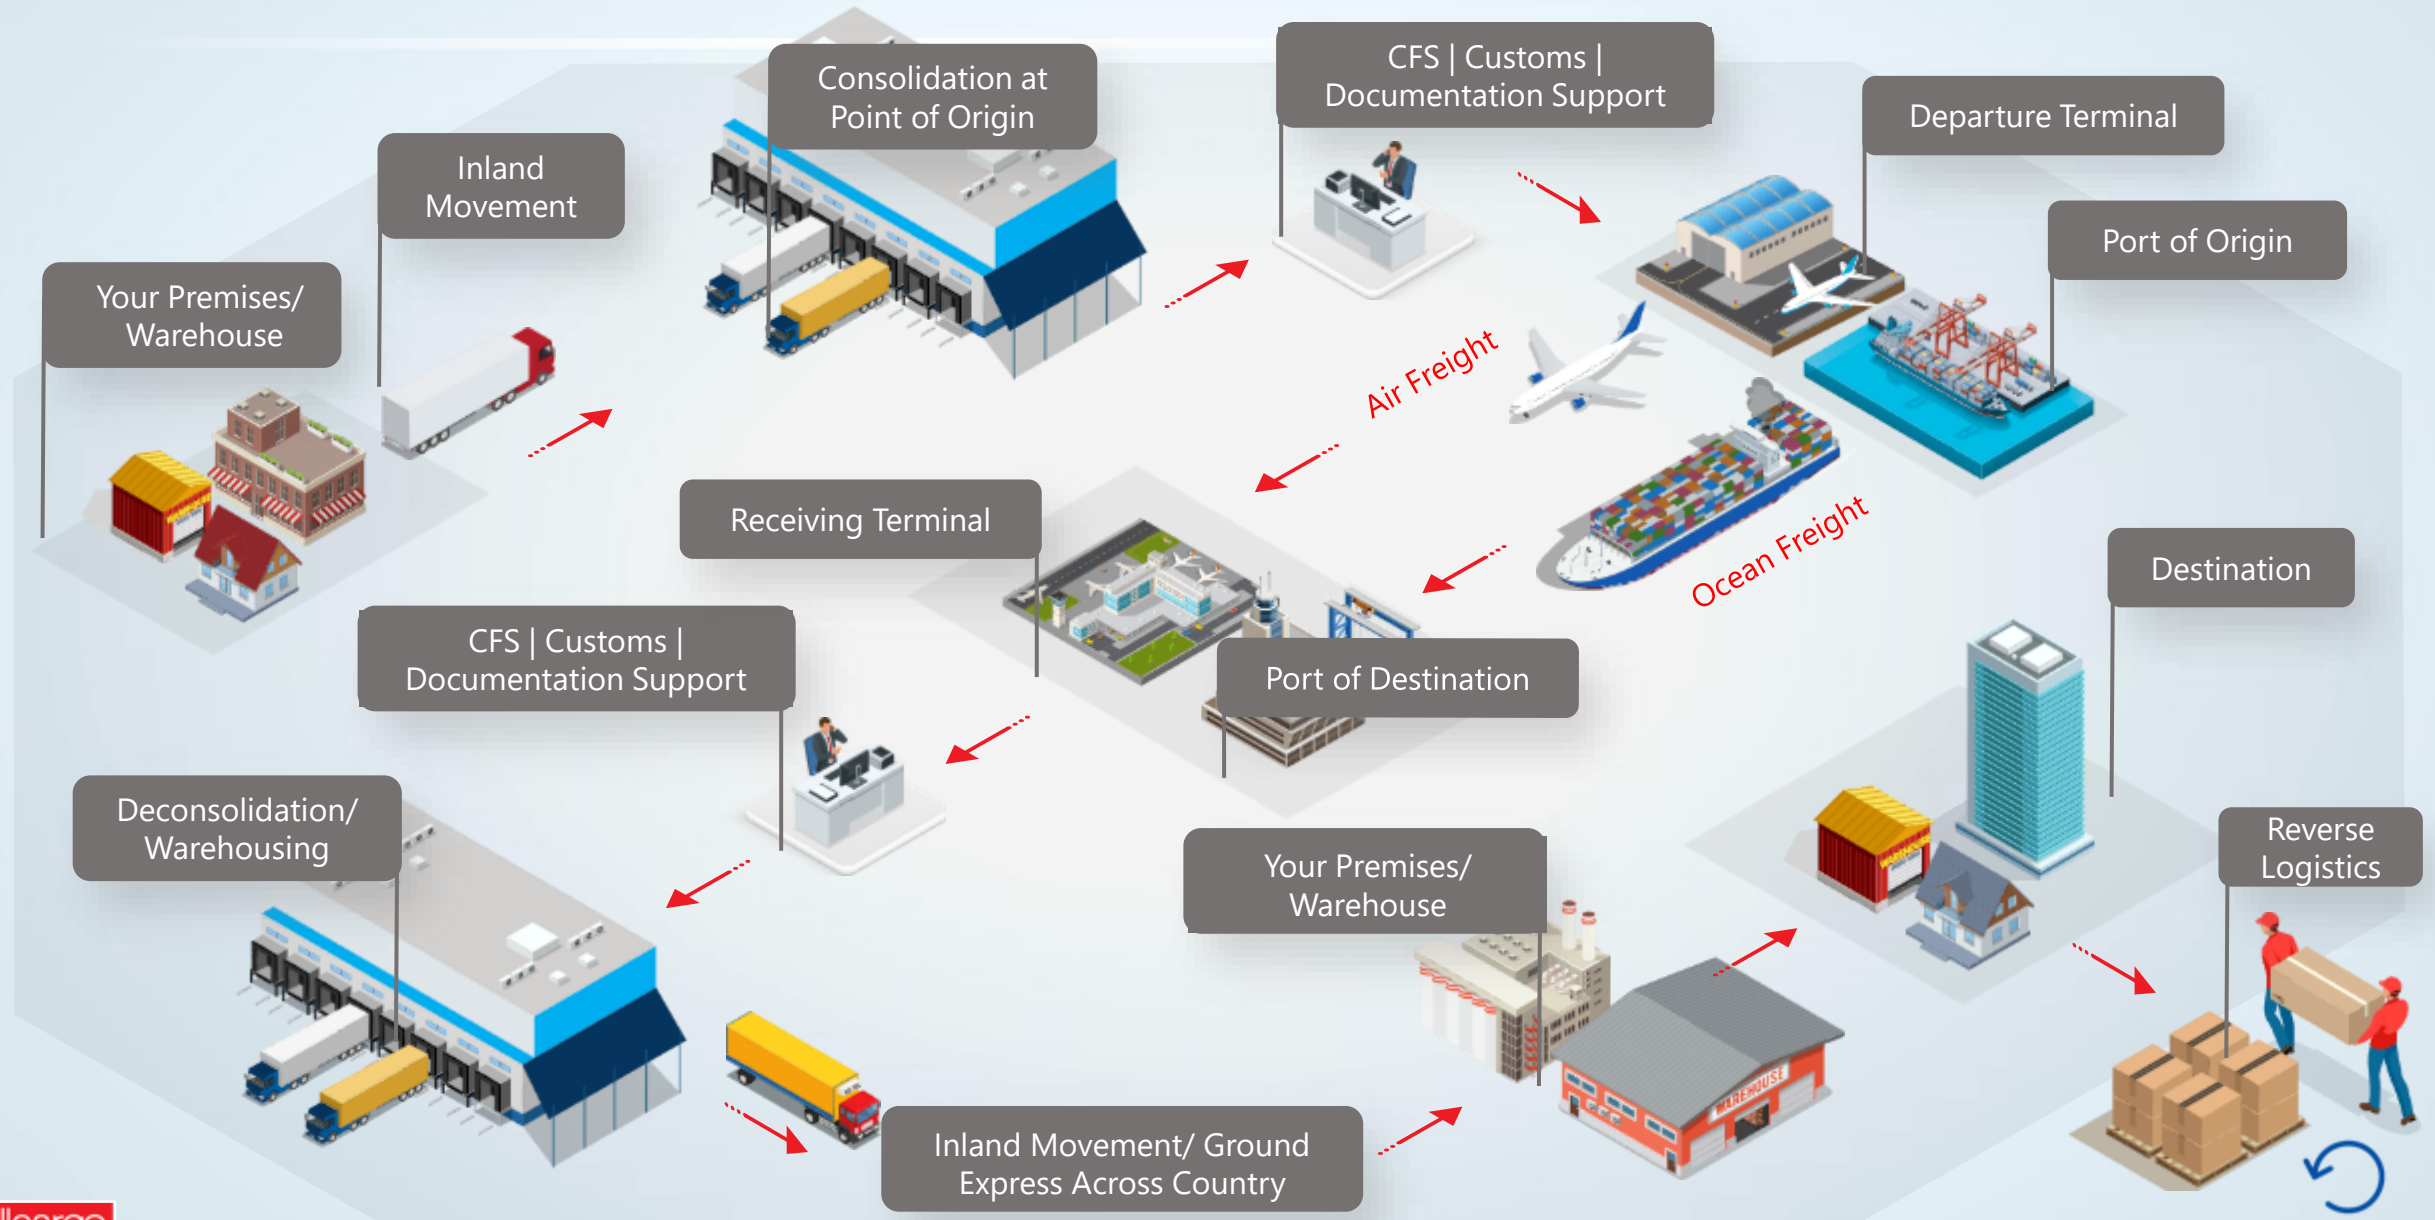 CFS | Customs |
Documentation Support
Consolidation at
Point of Origin
Departure Terminal
Inland
Movement
Port of Origin
Your Premises/
Warehouse
Air Freight
Receiving Terminal
Ocean Freight
Destination
CFS | Customs |
Documentation Support
Port of Destination
Deconsolidation/
Warehousing
Your Premises/
Warehouse
Reverse
Logistics
WAREHOUSE
Inland Movement/ Ground
Express Across Country